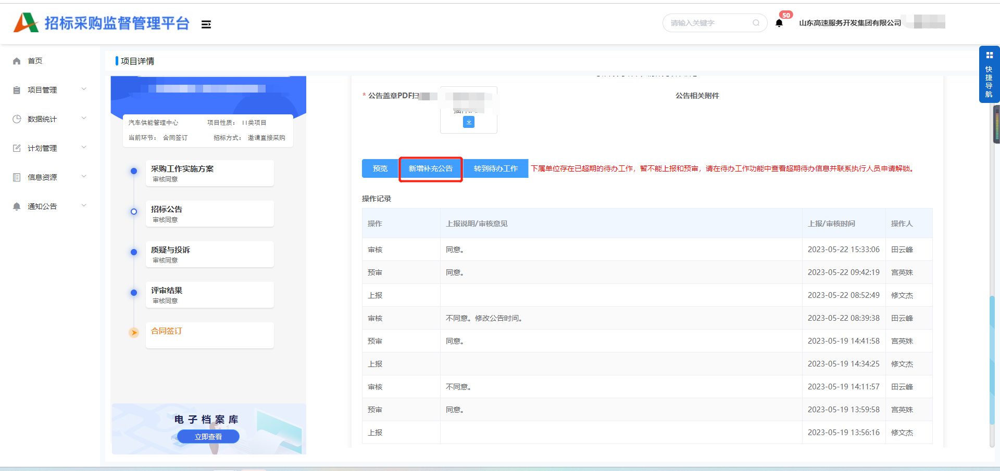 招标采购监督管理平台
请输入关键字
50
山东高速服务开发集团有限公司
首页
项目管理
数据统计
计划管理
信息资源
通知公告
快捷导航
项目详情
汽车供能管理中心 项目性质： II类项目
当前环节： 合同签订 招标方式： 邀请直接采购
采购工作实施方案
审核同意
招标公告
审核同意
质疑与投诉
审核同意
评审结果
审核同意
合同签订
电子档案库
立即查看
* 公告盖章PDF扫
公告相关附件
预览 新增补充公告 转到待办工作 下属单位存在已超期的待办工作，暂不能上报和预审，请在待办工作功能中查看超期待办信息并联系执行人员申请解锁。
操作记录
操作 上报说明/审核意见 上报/审核时间 操作人
审核 同意。 2023-05-22 15:33:06 田云峰
预审 同意。 2023-05-22 09:42:19 宫英姝
上报 2023-05-22 08:52:49 修文杰
审核 不同意。修改公告时间。 2023-05-22 08:39:38 田云峰
预审 同意。 2023-05-19 14:41:58 宫英姝
上报 2023-05-19 14:34:25 修文杰
审核 不同意。 2023-05-19 14:11:57 田云峰
预审 同意。 2023-05-19 13:59:58 宫英姝
上报 2023-05-19 13:56:16 修文杰